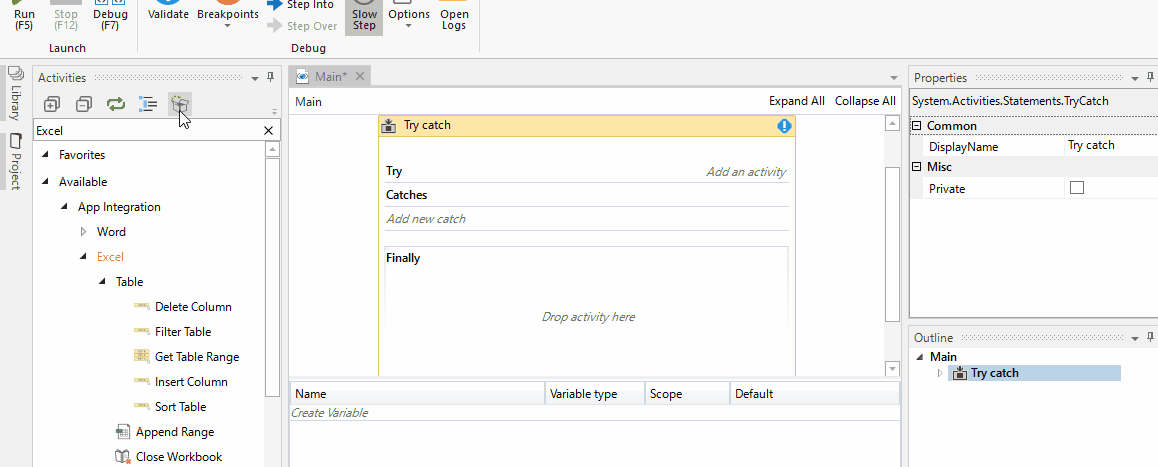 Run Stop Debug Validate Breakpoints Step Into Slow Options Open
(F5) (F12) (F7) Step Over Step Logs
Launch Debug
Library
Project
Activities
Excel
Favorites
Available
App Integration
Word
Excel
Table
Delete Column
Filter Table
Get Table Range
Insert Column
Sort Table
Append Range
Close Workbook
Main*
Main Expand All Collapse All
Try catch
Try Add an activity
Catches
Add new catch
Finally
Drop activity here
Name Variable type Scope Default
Create Variable
Properties
System.Activities.Statements.TryCatch
Common
DisplayName Try catch
Misc
Private
Outline
Main
Try catch